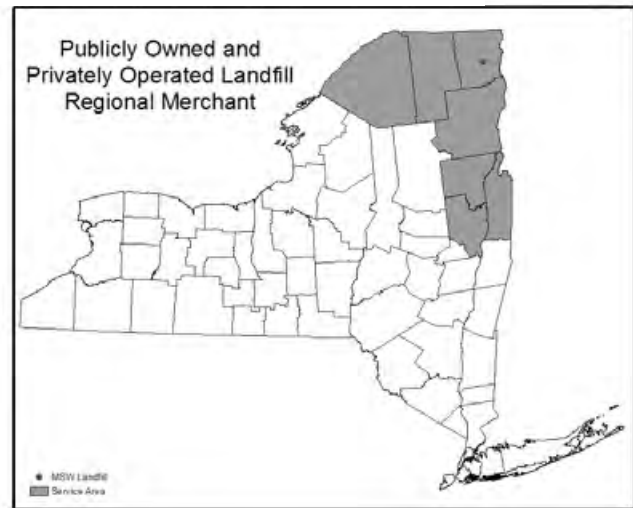 Publicly Owned and
Privately Operated Landfill
Regional Merchant
MSW Landfill
Service Area